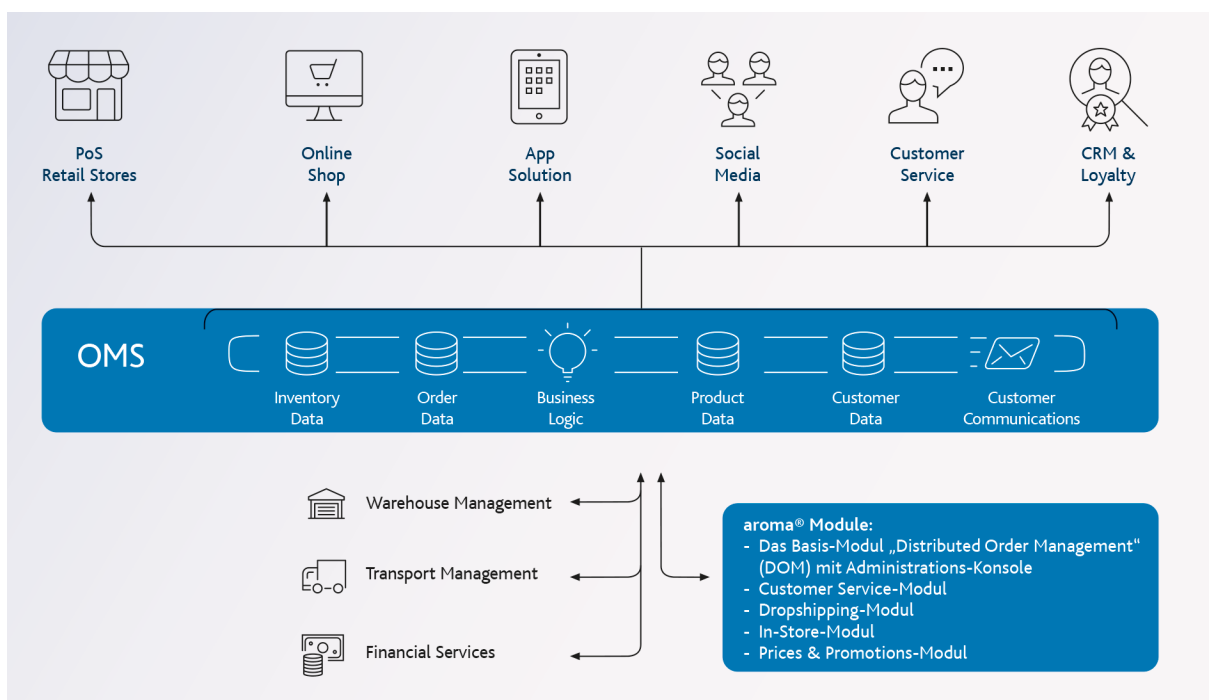 PoS
Retail Stores
Online
Shop
App
Solution
Social
Media
Customer
Service
CRM &
Loyalty
OMS
Inventory
Data
Order
Data
Business
Logic
Product
Data
Customer
Data
Customer
Communications
Warehouse Management
Transport Management
Financial Services
aroma® Module:
- Das Basis-Modul „Distributed Order Management“
(DOM) mit Administrations-Konsole
- Customer Service-Modul
- Dropshipping-Modul
- In-Store-Modul
- Prices & Promotions-Modul